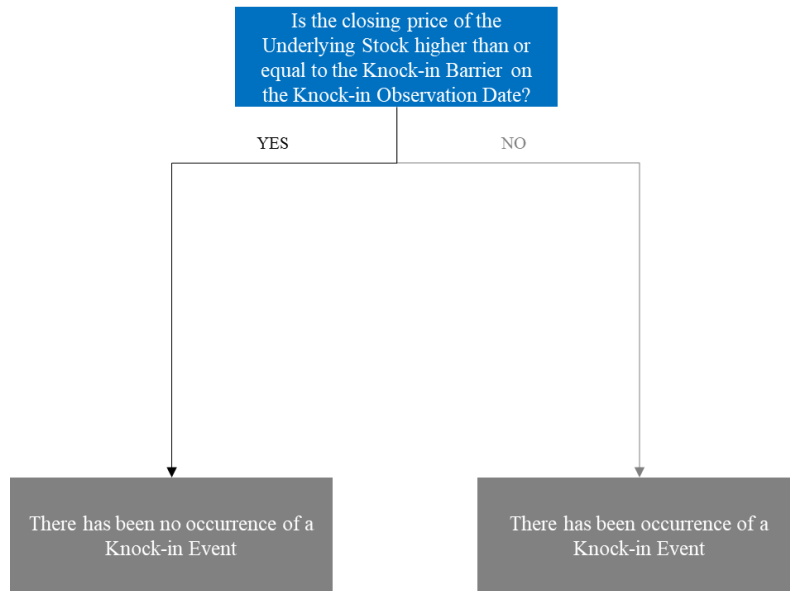 Is the closing price of the
Underlying Stock higher than or
equal to the Knock-in Barrier on
the Knock-in Observation Date?
YES
NO
There has been no occurrence of a
Knock-in Event
There has been occurrence of a
Knock-in Event